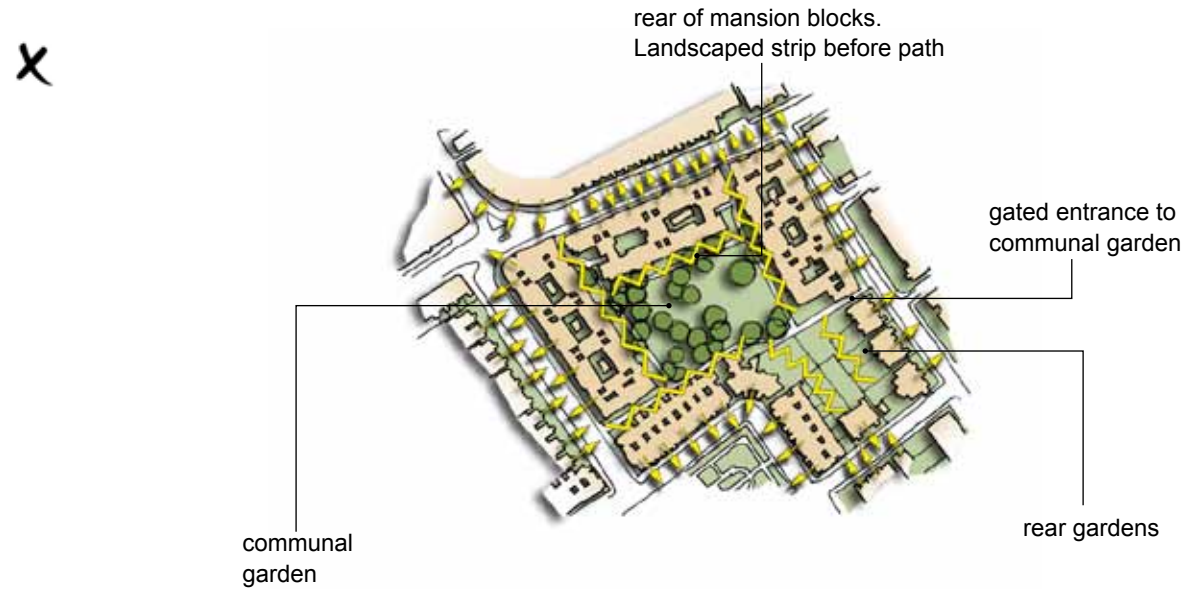 rear of mansion blocks.
Landscaped strip before path
gated entrance to
communal garden
rear gardens
communal
garden